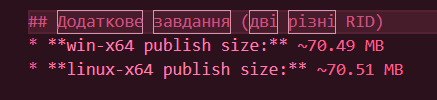 ## Додаткове завдання (дві різні RID)
* **win-x64 publish size:** ~70.49 MB
* **linux-x64 publish size:** ~70.51 MB